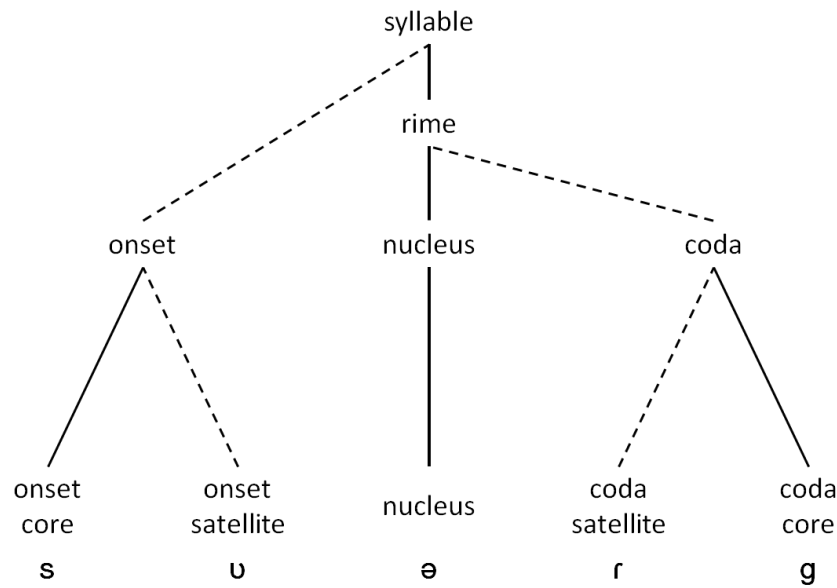 syllable
rime
onset nucleus coda
onset core onset satellite nucleus coda satellite coda core
s ʋ ə ɾ ɡ